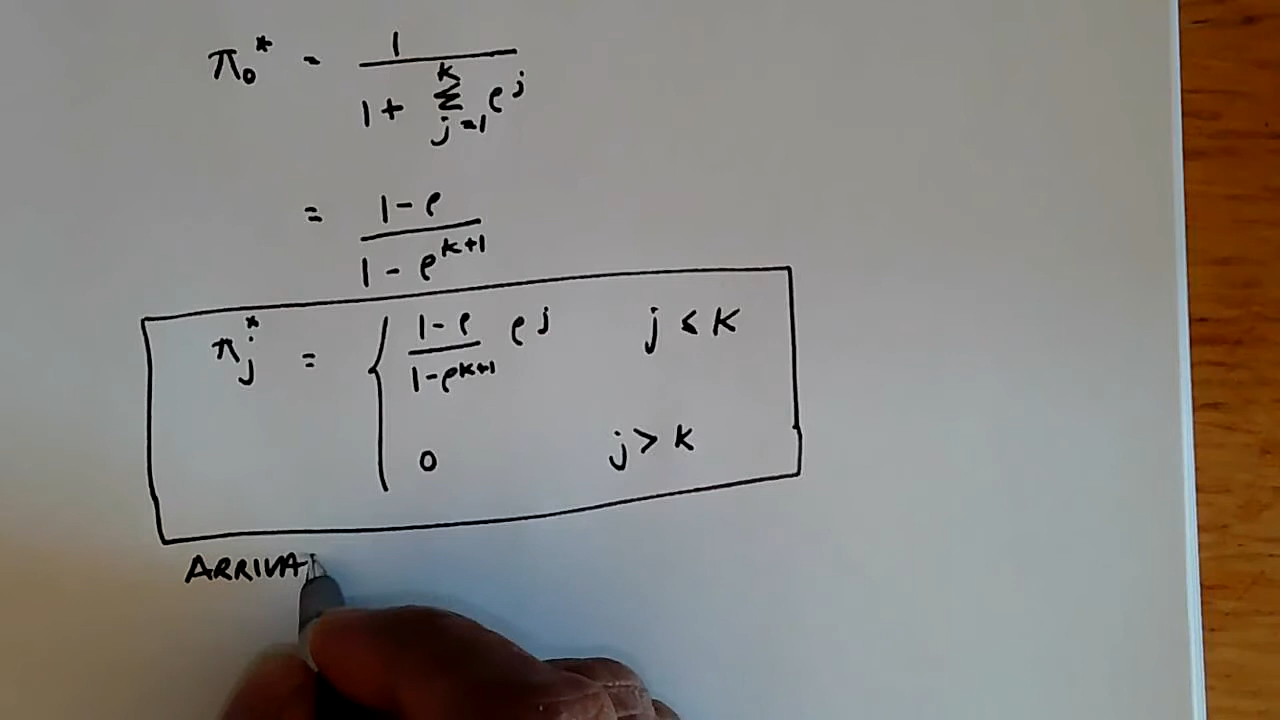 π₀* = 1 / (1 + Σ_{j=1}^{k} ρ^j)
= (1-ρ) / (1 - ρ^{k+1})
π_j* = { (1-ρ) / (1-ρ^{k+1}) ρ^j    j ≤ K
0    j > k
ARRIVA